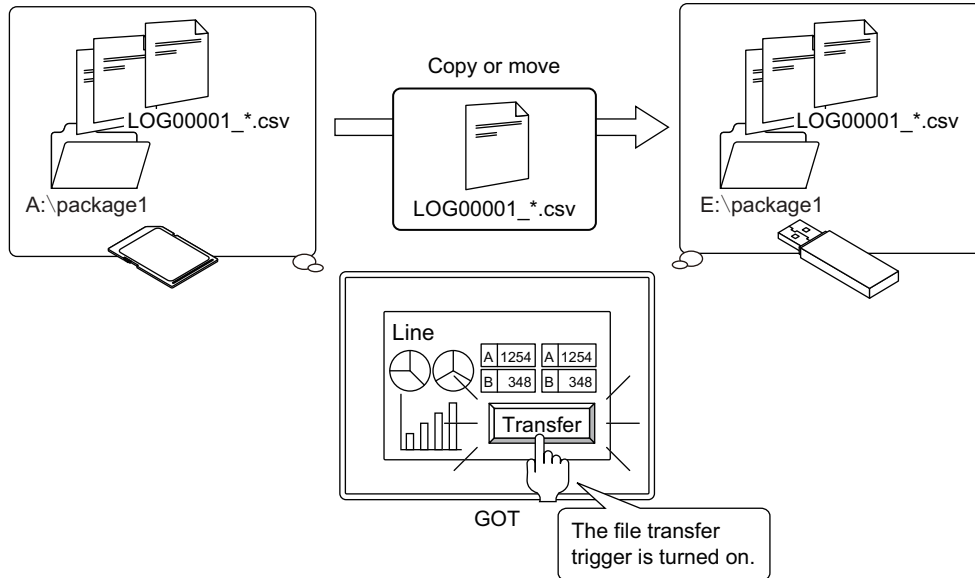 Copy or move
LOG00001_*.csv
A:\package1
LOG00001_*.csv
LOG00001_*.csv
E:\package1
Line
A 1254 A 1254
B 348 B 348
Transfer
GOT
The file transfer
trigger is turned on.